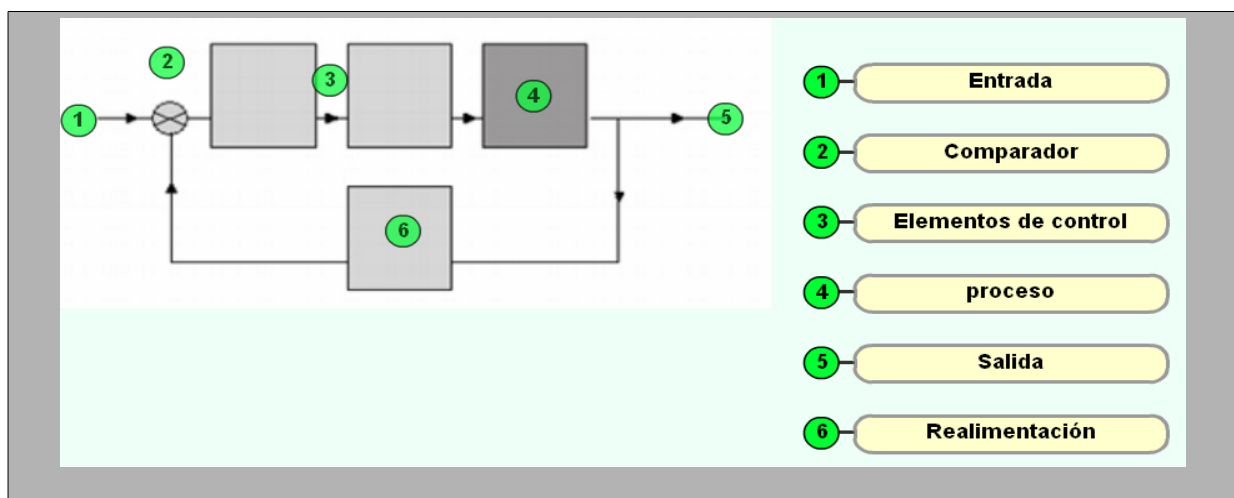 2
3
4
1
5
6
1 Entrada
2 Comparador
3 Elementos de control
4 proceso
5 Salida
6 Realimentación